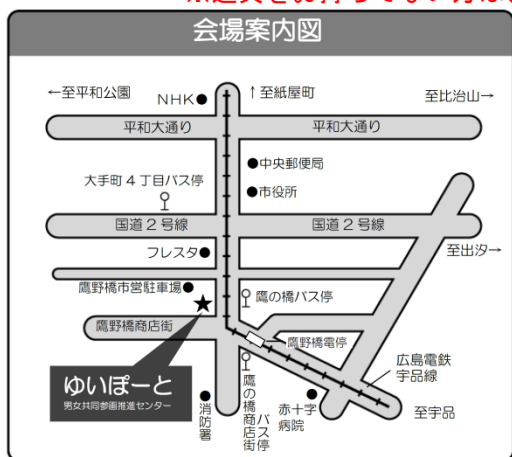 会場案内図
←至平和公園
NHK●
↑至紙屋町
至比治山→
平和大通り
平和大通り
●中央郵便局
大手町4丁目バス停
●市役所
国道2号線
国道2号線
フレスタ●
至出汐→
鷹野橋市営駐車場●
鷹の橋バス停
★
鷹野橋商店街
鷹野橋電停
広島電鉄
宇品線
ゆいぽーと
男女共同参画推進センター
●消防署
鷹の橋商店街バス停
赤十字
病院
至宇品